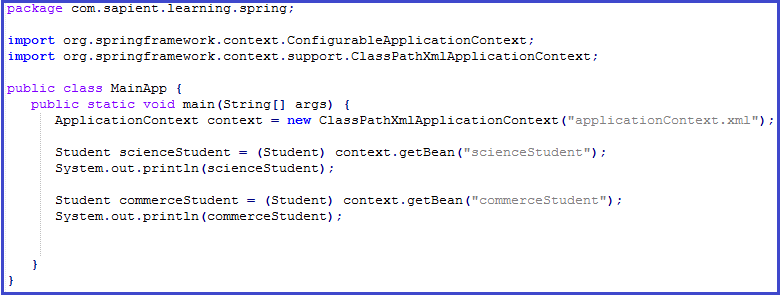 package com.sapient.learning.spring;
import org.springframework.context.ConfigurableApplicationContext;
import org.springframework.context.support.ClassPathXmlApplicationContext;
public class MainApp {
public static void main(String[] args) {
ApplicationContext context = new ClassPathXmlApplicationContext("applicationContext.xml");
Student scienceStudent = (Student) context.getBean("scienceStudent");
System.out.println(scienceStudent);
Student commerceStudent = (Student) context.getBean("commerceStudent");
System.out.println(commerceStudent);
}
}